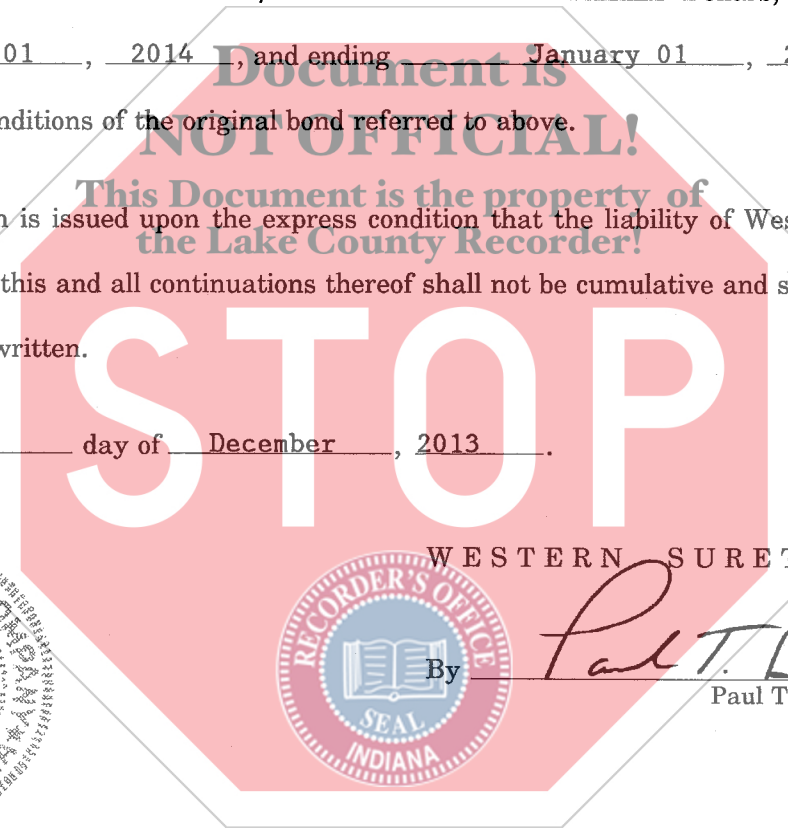 01 , 2014 , and ending January 01 , 2
Document is
nditions of the original bond referred to above.
NOT OFFICIAL!
This Document is the property of
n is issued upon the express condition that the liability of Wes
the Lake County Recorder!
this and all continuations thereof shall not be cumulative and s
written.
STOP
day of December , 2013 .
WESTERN SURET
RECORDER'S OFFICE
SEAL
INDIANA
By Paul T.
Paul T